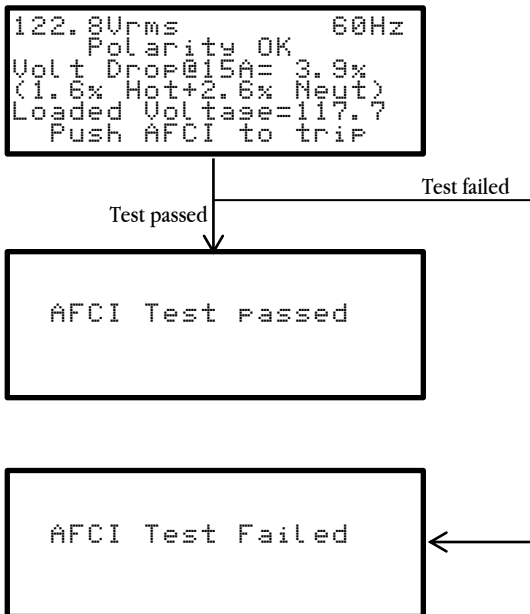 122.8Vrms 60Hz
Polarity OK
Volt Drop@15A= 3.9%
(1.6% Hot+2.6% Neut)
Loaded Voltage=117.7
Push AFCI to trip
Test failed
Test passed
AFCI Test passed
AFCI Test Failed